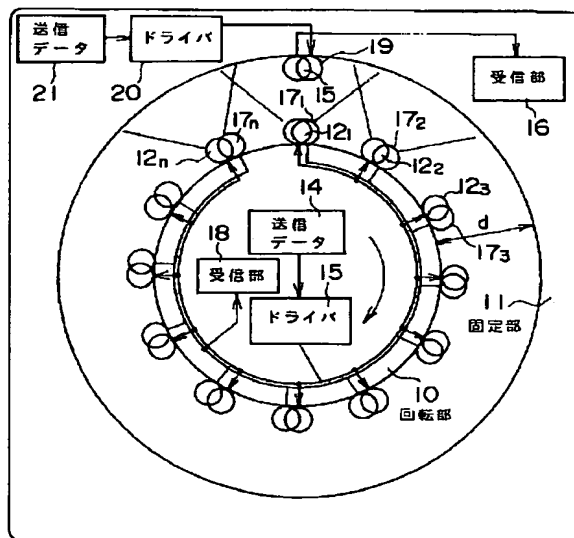 送信
データ
21
ドライバ
20
19
15
受信部
16
17n
12n
17₁
12₁
17₂
12₂
12₃
17₃
d
14
送信
データ
18
受信部
15
ドライバ
11
固定部
10
回転部